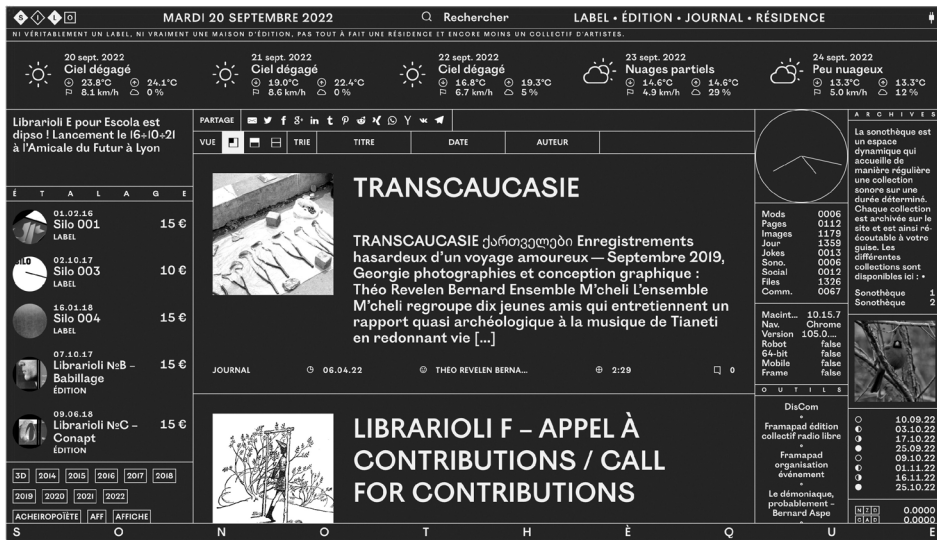 S I L O
MARDI 20 SEPTEMBRE 2022
Rechercher
LABEL • ÉDITION • JOURNAL • RÉSIDENCE
NI VÉRITABLEMENT UN LABEL, NI VRAIMENT UNE MAISON D'ÉDITION, PAS TOUT À FAIT UNE RÉSIDENCE ET ENCORE MOINS UN COLLECTIF D'ARTISTES.
20 sept. 2022
Ciel dégagé
23.8°C 24.1°C
8.1 km/h 0 %
21 sept. 2022
Ciel dégagé
19.0°C 22.4°C
8.6 km/h 0 %
22 sept. 2022
Ciel dégagé
16.8°C 19.3°C
6.7 km/h 5 %
23 sept. 2022
Nuages partiels
14.6°C 14.6°C
4.9 km/h 29 %
24 sept. 2022
Peu nuageux
13.3°C 13.3°C
5.0 km/h 12 %
Librarioli E pour Escola est
dipso ! Lancement le 16÷10÷21
à l'Amicale du Futur à Lyon
É T A L A G E
01.02.16
Silo 001 15 €
LABEL
02.10.17
Silo 003 10 €
LABEL
16.01.18
Silo 004 15 €
LABEL
07.10.17
Librarioli №B – 15 €
Babillage
ÉDITION
09.06.18
Librarioli №C – 15 €
Conapt
ÉDITION
3D 2014 2015 2016 2017 2018
2019 2020 2021 2022
ACHEIROPOÏÈTE AFF AFFICHE
PARTAGE
VUE TRIE TITRE DATE AUTEUR
TRANSCAUCASIE
TRANSCAUCASIE ქართველები Enregistrements
hasardeux d'un voyage amoureux — Septembre 2019,
Georgie photographies et conception graphique :
Théo Revelen Bernard Ensemble M'cheli L'ensemble
M'cheli regroupe dix jeunes amis qui entretiennent un
rapport quasi archéologique à la musique de Tianeti
en redonnant vie [...]
JOURNAL 06.04.22 THEO REVELEN BERNA... 2:29 0
LIBRARIOLI F – APPEL À
CONTRIBUTIONS / CALL
FOR CONTRIBUTIONS
Mods 0006
Pages 0112
Images 1179
Jour 1359
Jokes 0013
Sono. 0006
Social 0012
Files 1326
Comm. 0067
Macint... 10.15.7
Nav. Chrome
Version 105.0....
Robot false
64-bit false
Mobile false
Frame false
O U T I L S
DisCom
Framapad édition
collectif radio libre
Framapad
organisation
événement
Le démoniaque,
probablement –
Bernard Aspe
A R C H I V E S
La sonothèque est
un espace
dynamique qui
accueille de
manière régulière
une collection
sonore sur une
durée déterminé.
Chaque collection
est archivée sur le
site et est ainsi ré-
écoutable à votre
guise. Les
différentes
collections sont
disponibles ici : •
Sonothèque 1
Sonothèque 2
10.09.22
03.10.22
17.10.22
25.09.22
09.10.22
01.11.22
16.11.22
25.10.22
NZD 0.0000
CAD 0.0000
S O N O T H È Q U E